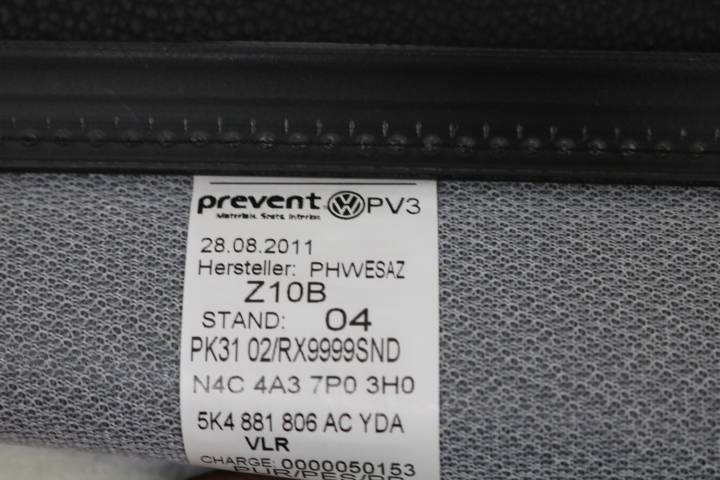 prevent. PV3
Materials. Seats. Interior.
28.08.2011
Hersteller: PHWESAZ
Z10B
STAND: 04
PK31 02/RX9999SND
N4C 4A3 7P0 3H0
5K4 881 806 AC YDA
VLR
CHARGE: 0000050153